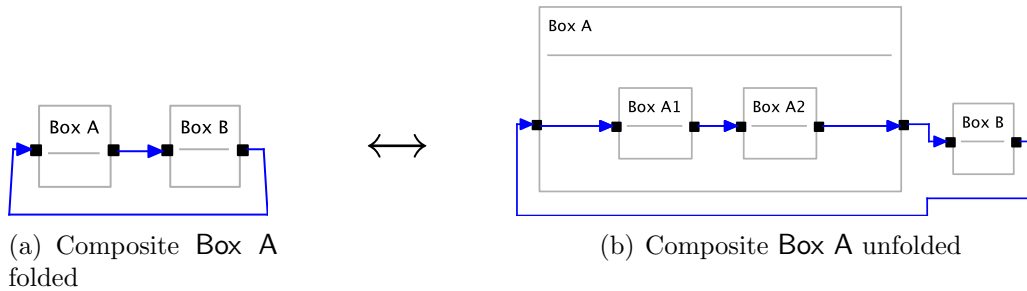 Box A
Box B
Box A
Box A1
Box A2
Box B
(a) Composite Box A
folded
(b) Composite Box A unfolded